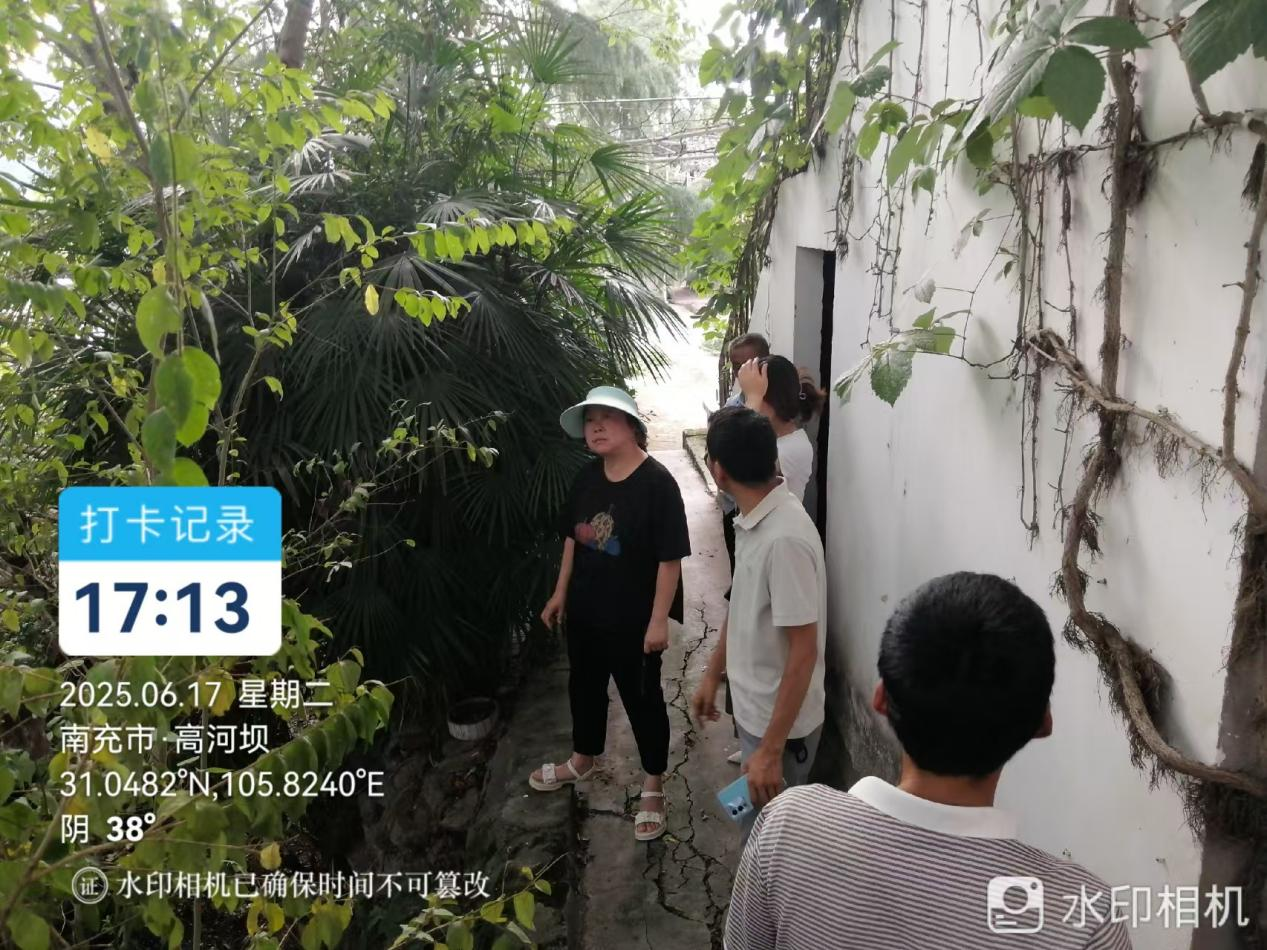 打卡记录
17:13
2025.06.17 星期二
南充市·高河坝
31.0482°N,105.8240°E
阴 38°
证 水印相机已确保时间不可篡改
水印相机